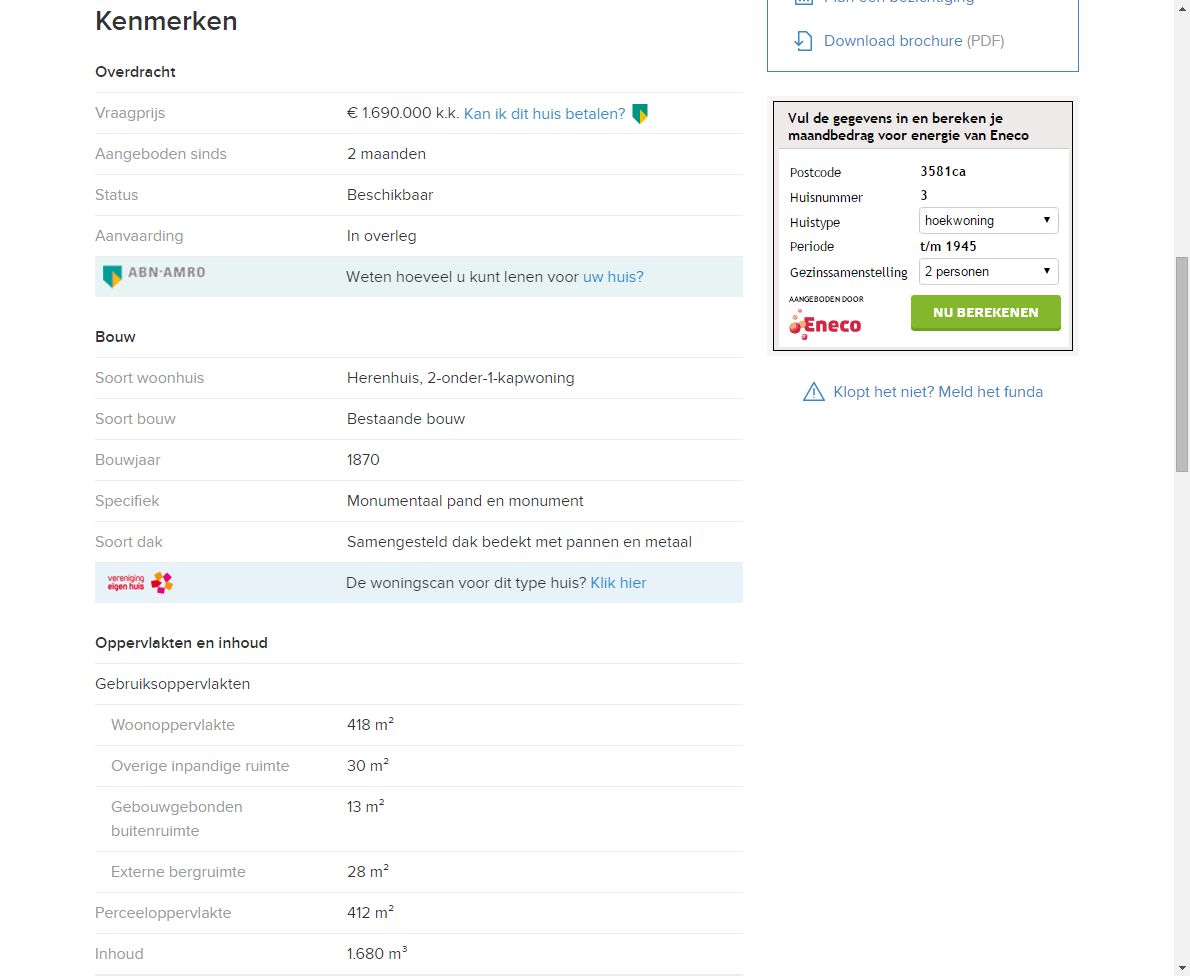 Kenmerken
Overdracht
Vraagprijs € 1.690.000 k.k. Kan ik dit huis betalen?
Aangeboden sinds 2 maanden
Status Beschikbaar
Aanvaarding In overleg
ABN·AMRO Weten hoeveel u kunt lenen voor uw huis?
Bouw
Soort woonhuis Herenhuis, 2-onder-1-kapwoning
Soort bouw Bestaande bouw
Bouwjaar 1870
Specifiek Monumentaal pand en monument
Soort dak Samengesteld dak bedekt met pannen en metaal
vereniging
eigen huis
De woningscan voor dit type huis? Klik hier
Oppervlakten en inhoud
Gebruiksoppervlakten
Woonoppervlakte 418 m²
Overige inpandige ruimte 30 m²
Gebouwgebonden 13 m²
buitenruimte
Externe bergruimte 28 m²
Perceeloppervlakte 412 m²
Inhoud 1.680 m³
Plan een bezichtiging
Download brochure (PDF)
Vul de gegevens in en bereken je
maandbedrag voor energie van Eneco
Postcode 3581ca
Huisnummer 3
Huistype hoekwoning
Periode t/m 1945
Gezinssamenstelling 2 personen
AANGEBODEN DOOR
Eneco
NU BEREKENEN
Klopt het niet? Meld het funda